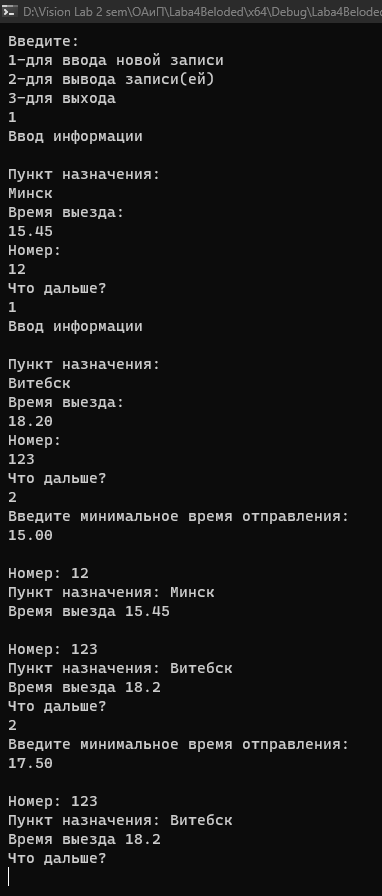 D:\Vision Lab 2 sem\ОАиП\Laba4Beloded\x64\Debug\Laba4Beloded
Введите:
1-для ввода новой записи
2-для вывода записи(ей)
3-для выхода
1
Ввод информации
Пункт назначения:
Минск
Время выезда:
15.45
Номер:
12
Что дальше?
1
Ввод информации
Пункт назначения:
Витебск
Время выезда:
18.20
Номер:
123
Что дальше?
2
Введите минимальное время отправления:
15.00
Номер: 12
Пункт назначения: Минск
Время выезда 15.45
Номер: 123
Пункт назначения: Витебск
Время выезда 18.2
Что дальше?
2
Введите минимальное время отправления:
17.50
Номер: 123
Пункт назначения: Витебск
Время выезда 18.2
Что дальше?